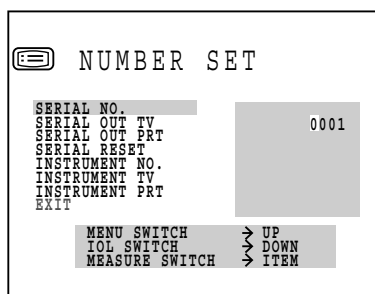 NUMBER SET
SERIAL NO.
SERIAL OUT TV
SERIAL OUT PRT
SERIAL RESET
INSTRUMENT NO.
INSTRUMENT TV
INSTRUMENT PRT
EXIT
0001
MENU SWITCH → UP
IOL SWITCH → DOWN
MEASURE SWITCH → ITEM